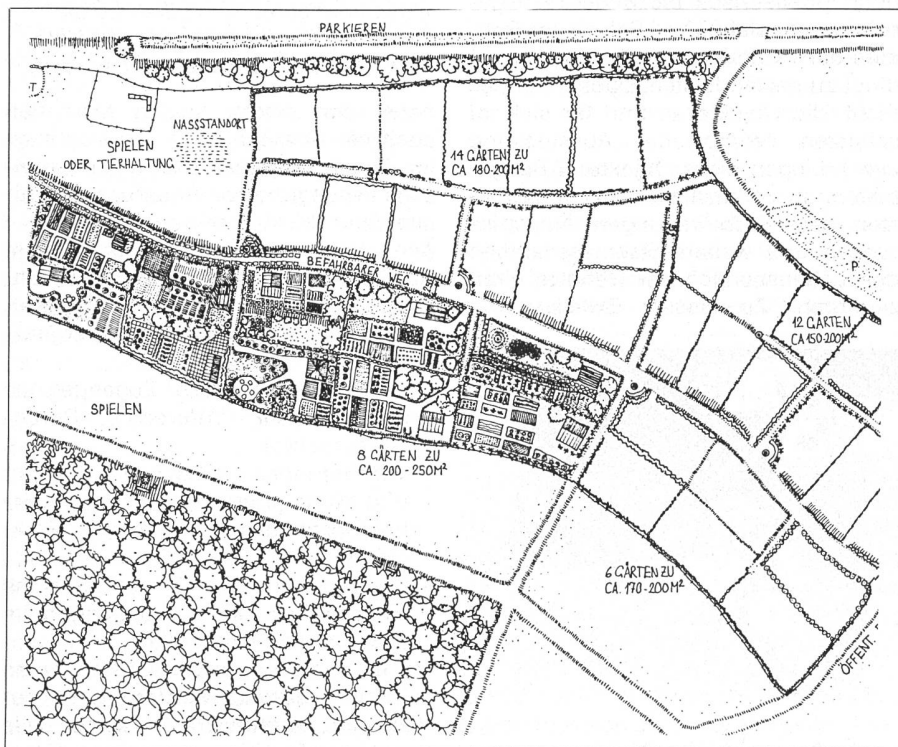 PARKIEREN
T
NASSSTANDORT
SPIELEN
ODER TIERHALTUNG
14 GÄRTEN ZU
CA 180-200M²
BEFAHRBARER WEG
P
12 GÄRTEN
CA 150-200M²
SPIELEN
8 GÄRTEN ZU
CA. 200-250M²
6 GÄRTEN ZU
CA. 170-200M²
ÖFFENTL.